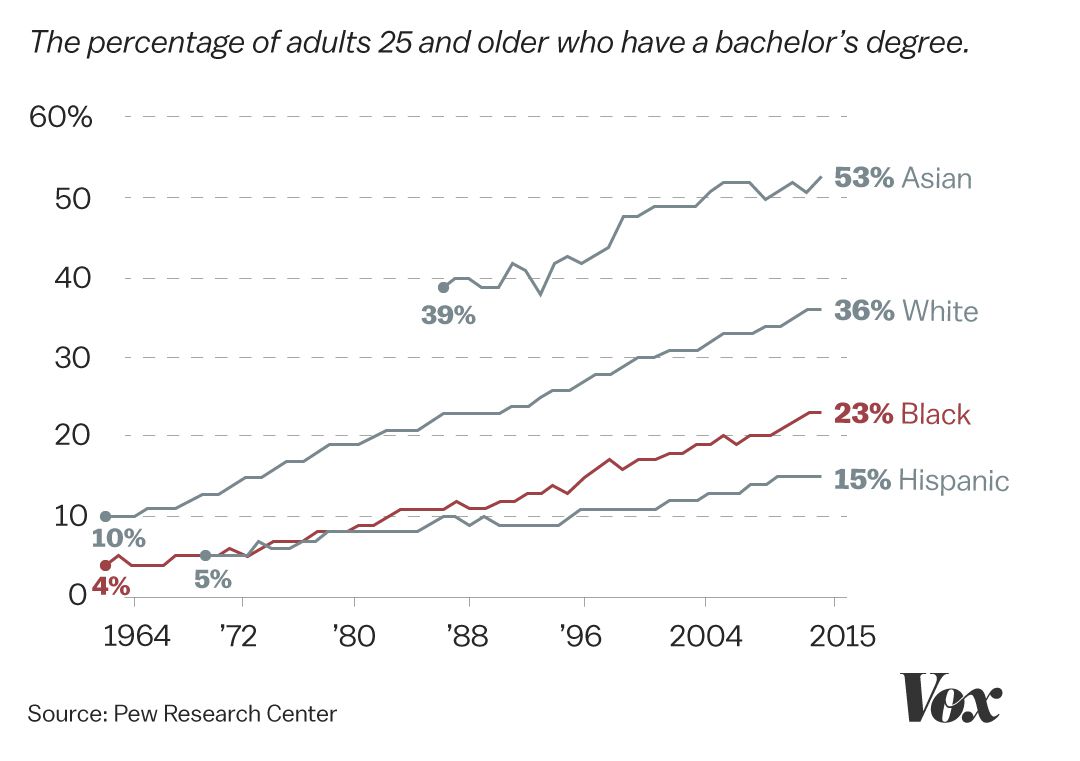 The percentage of adults 25 and older who have a bachelor’s degree.
60%
53% Asian
50
40
39%
36% White
30
23% Black
20
15% Hispanic
10
10%
5%
0
4%
1964 ’72 ’80 ’88 ’96 2004 2015
Source: Pew Research Center
Vox